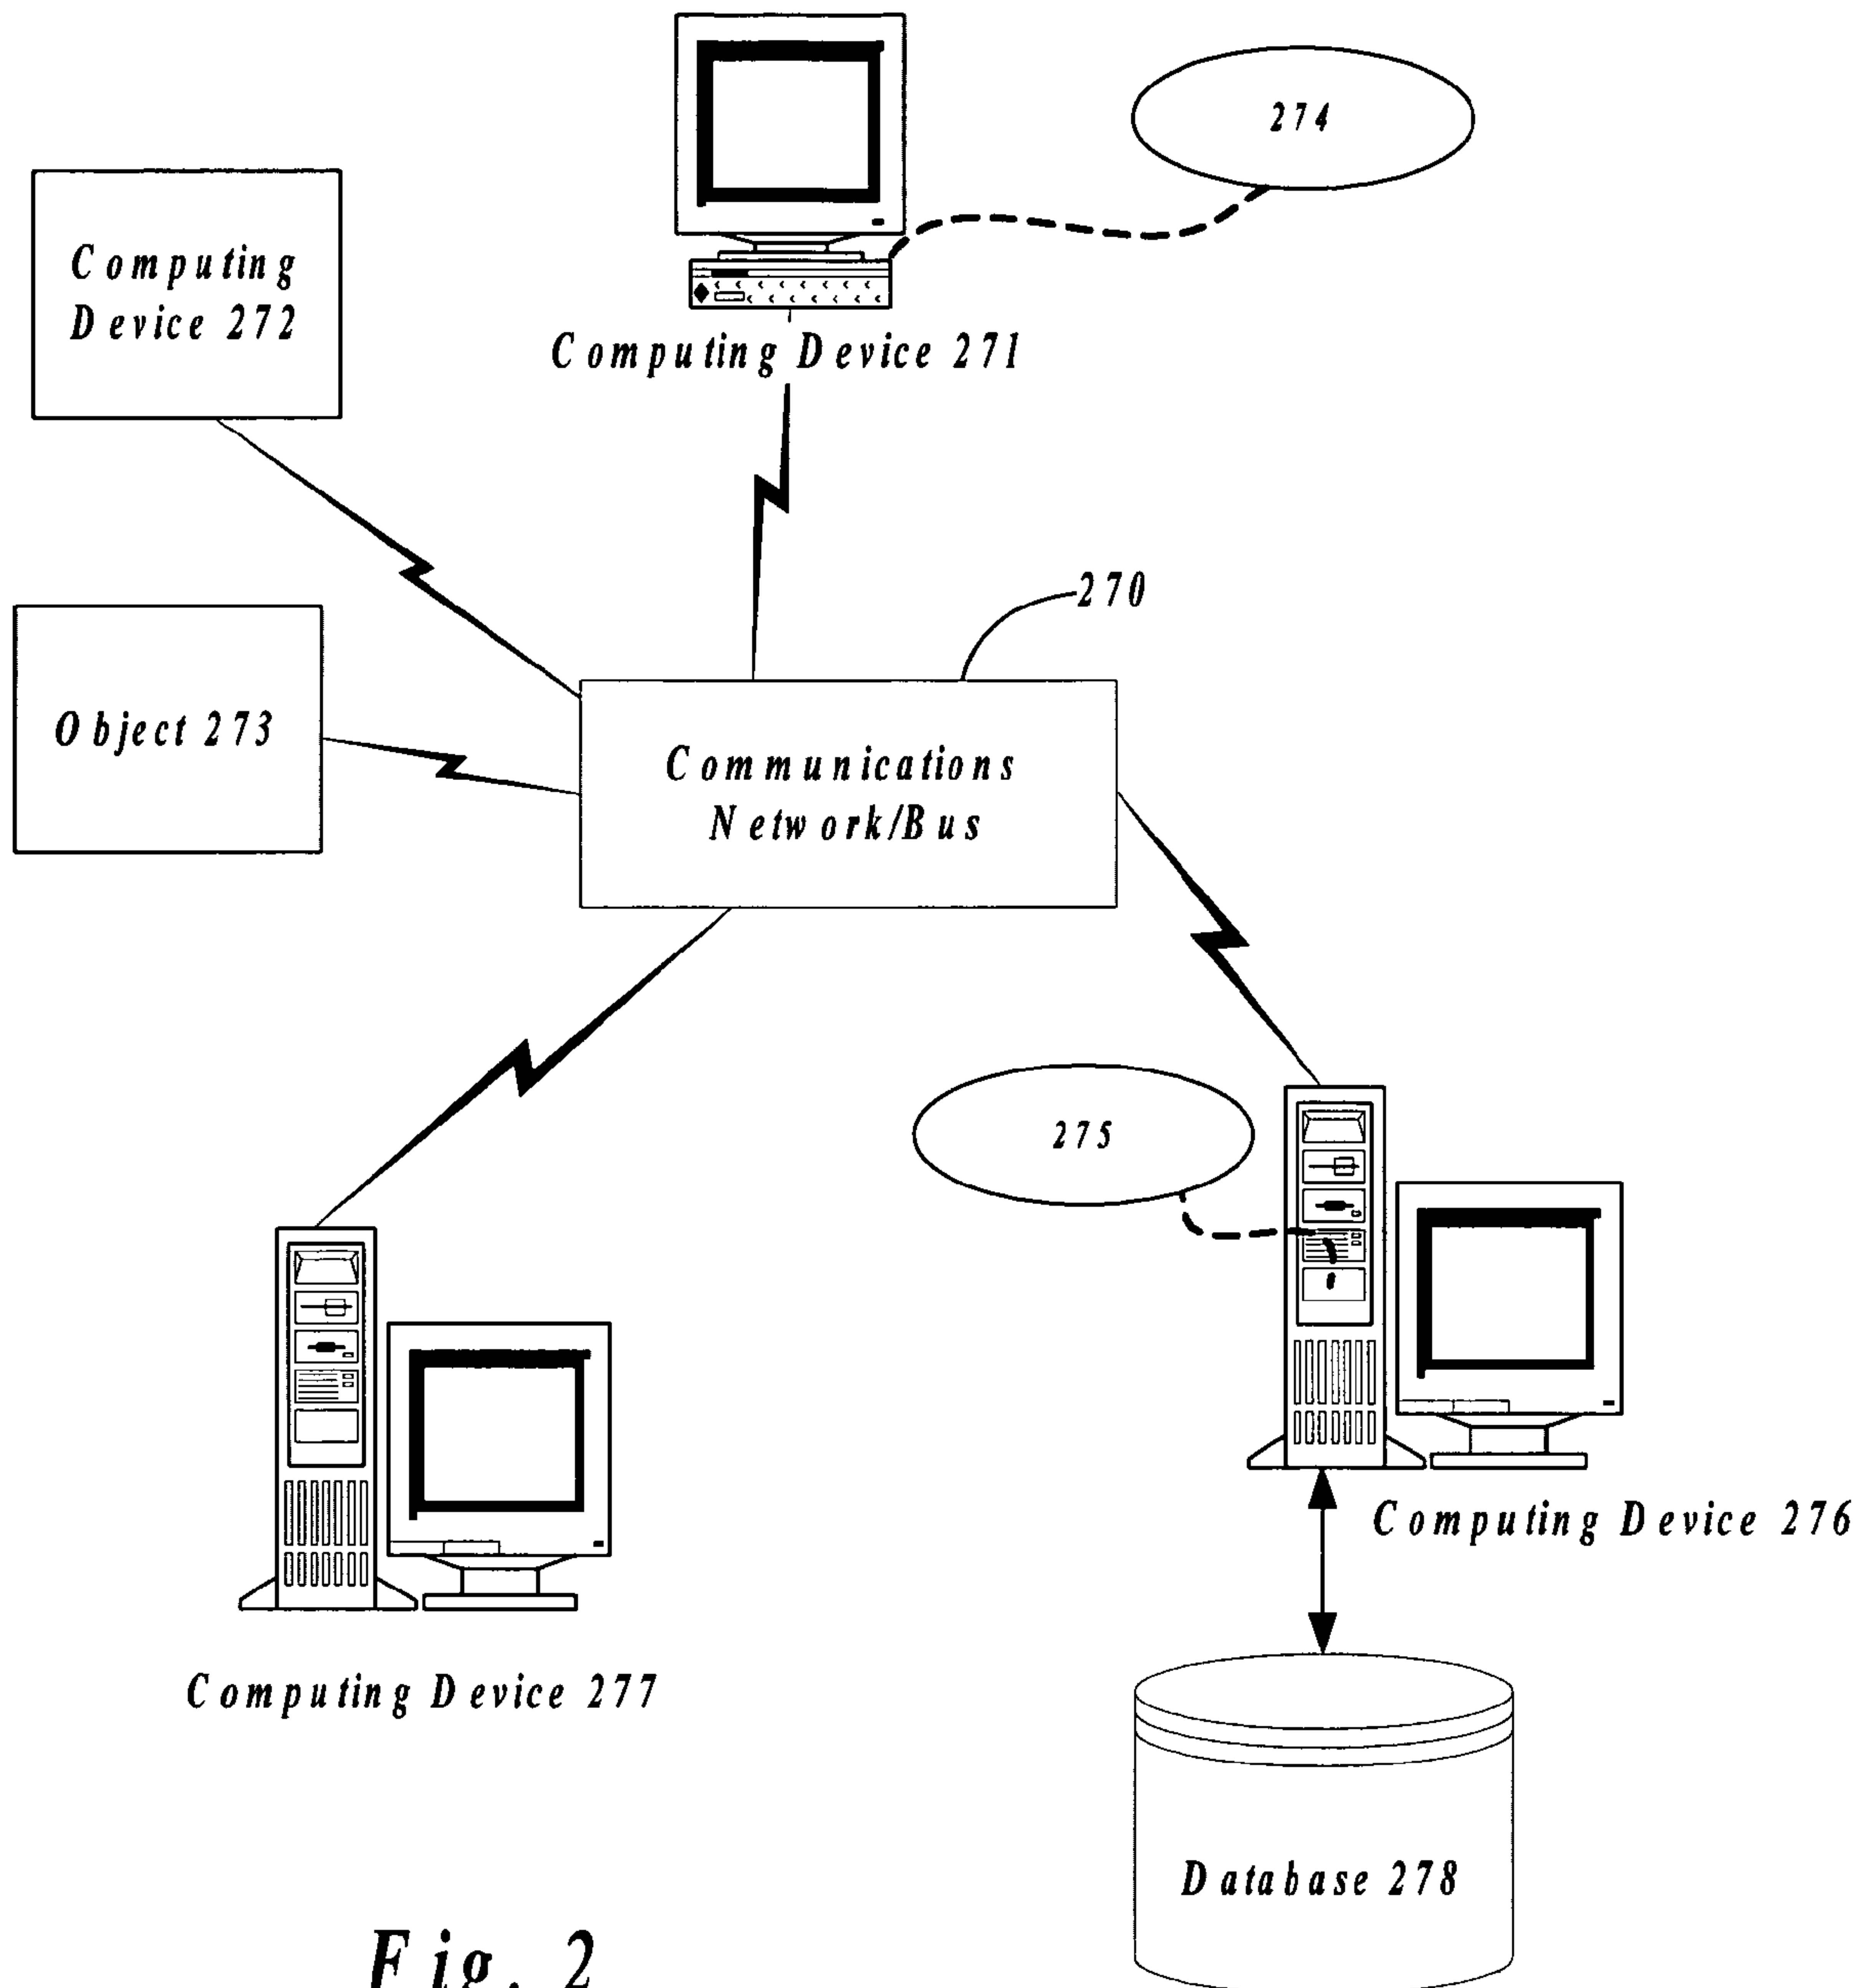 274
Computing
Device 272
Computing Device 271
270
Object 273
Communications
Network/Bus
275
Computing Device 276
Computing Device 277
Database 278
Fig. 2